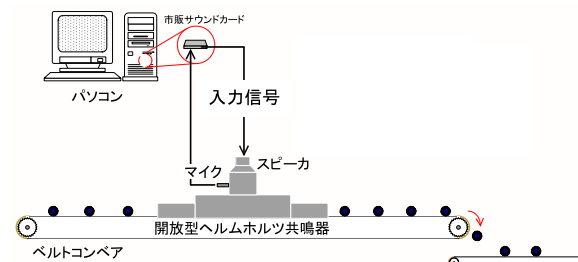 市販サウンドカード
パソコン
入力信号
スピーカ
マイク
開放型ヘルムホルツ共鳴器
ベルトコンベア